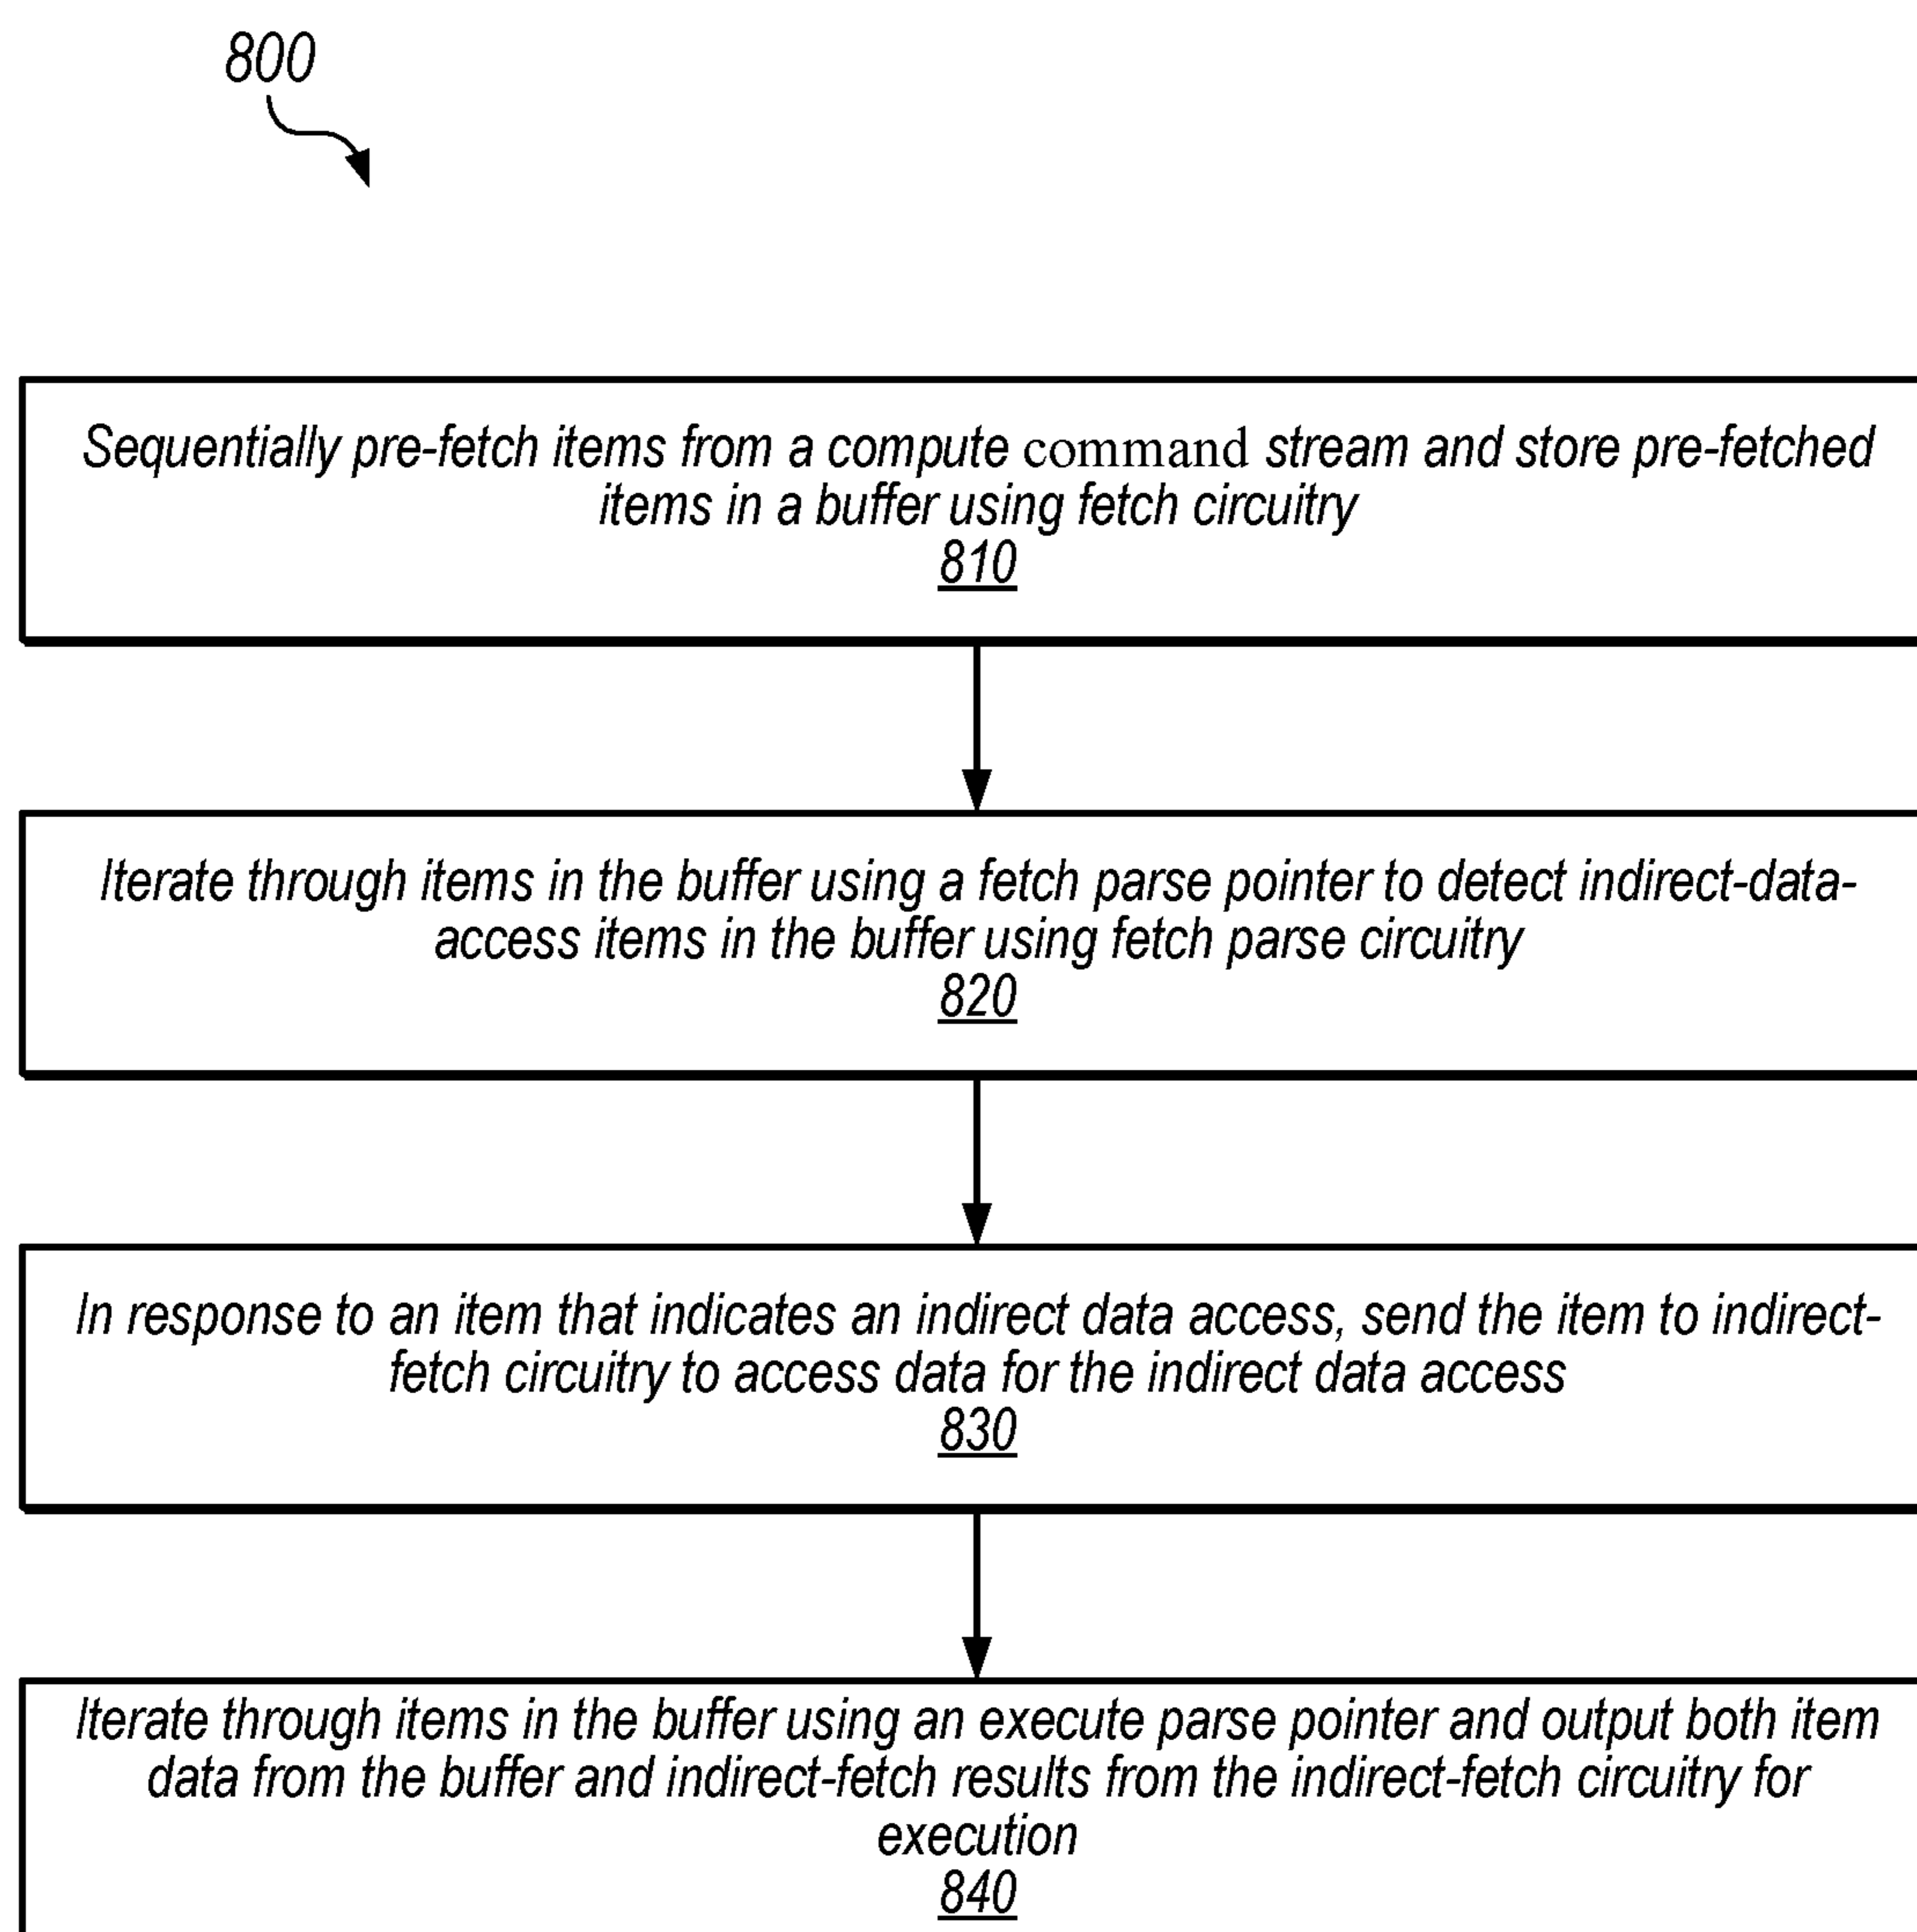 800
Sequentially pre-fetch items from a compute command stream and store pre-fetched
items in a buffer using fetch circuitry
810
Iterate through items in the buffer using a fetch parse pointer to detect indirect-data-
access items in the buffer using fetch parse circuitry
820
In response to an item that indicates an indirect data access, send the item to indirect-
fetch circuitry to access data for the indirect data access
830
Iterate through items in the buffer using an execute parse pointer and output both item
data from the buffer and indirect-fetch results from the indirect-fetch circuitry for
execution
840